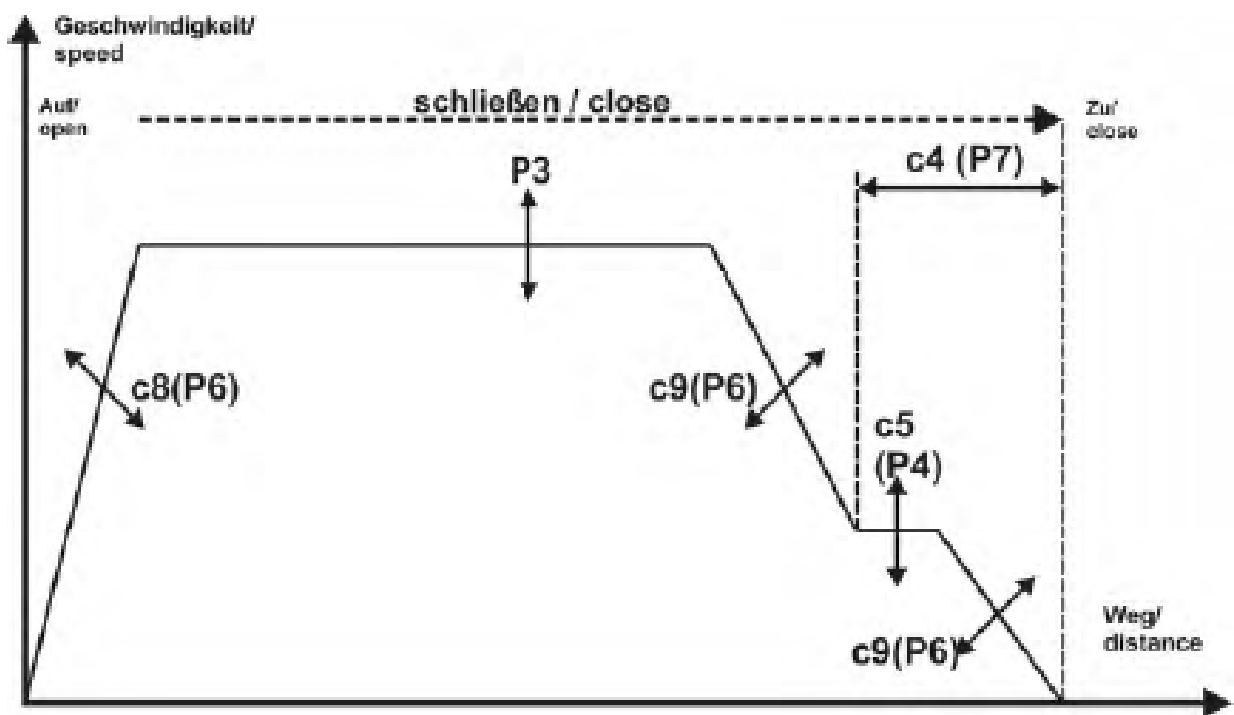 Geschwindigkeit/
speed
Auf/
open
schließen / close
Zu/
close
c4 (P7)
P3
c8(P6)
c9(P6)
c5
(P4)
c9(P6)
Weg/
distance